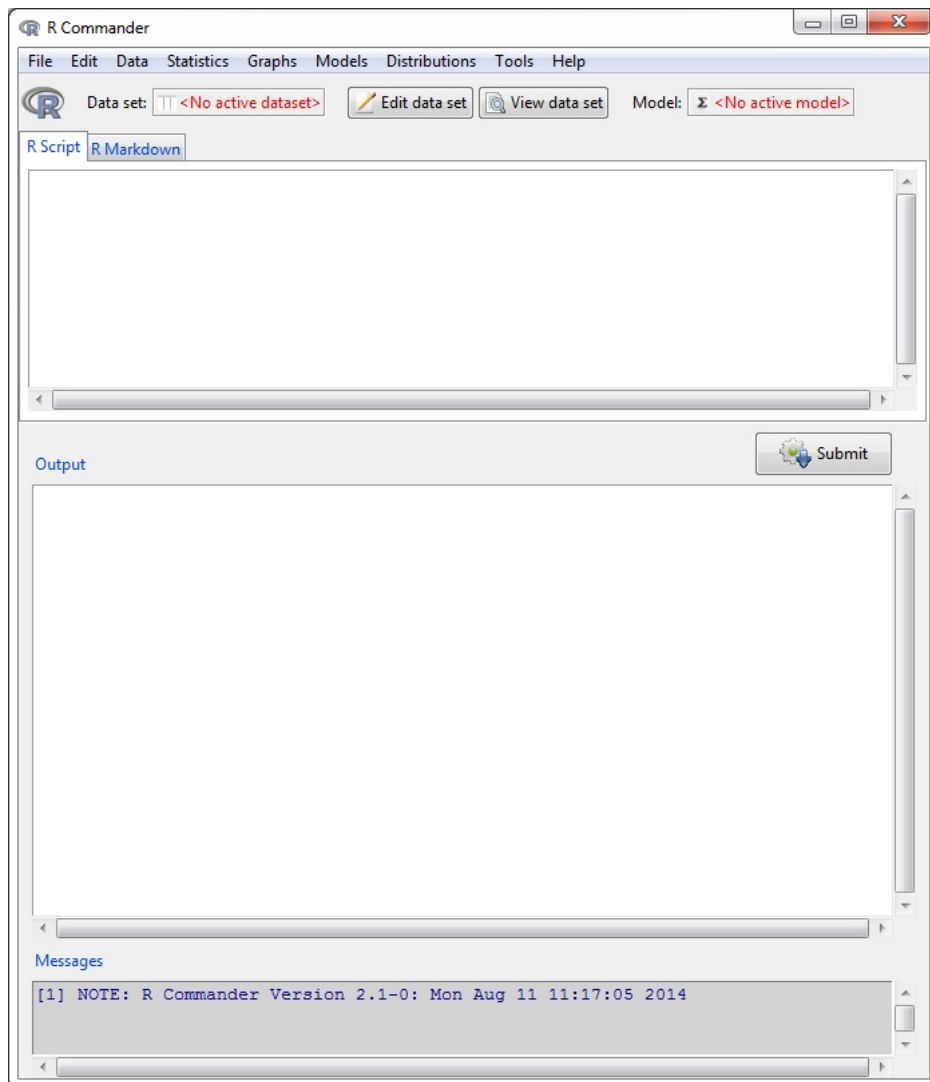 R Commander
File Edit Data Statistics Graphs Models Distributions Tools Help
R Data set: <No active dataset> Edit data set View data set Model: Σ <No active model>
R Script R Markdown
Submit
Output
Messages
[1] NOTE: R Commander Version 2.1-0: Mon Aug 11 11:17:05 2014